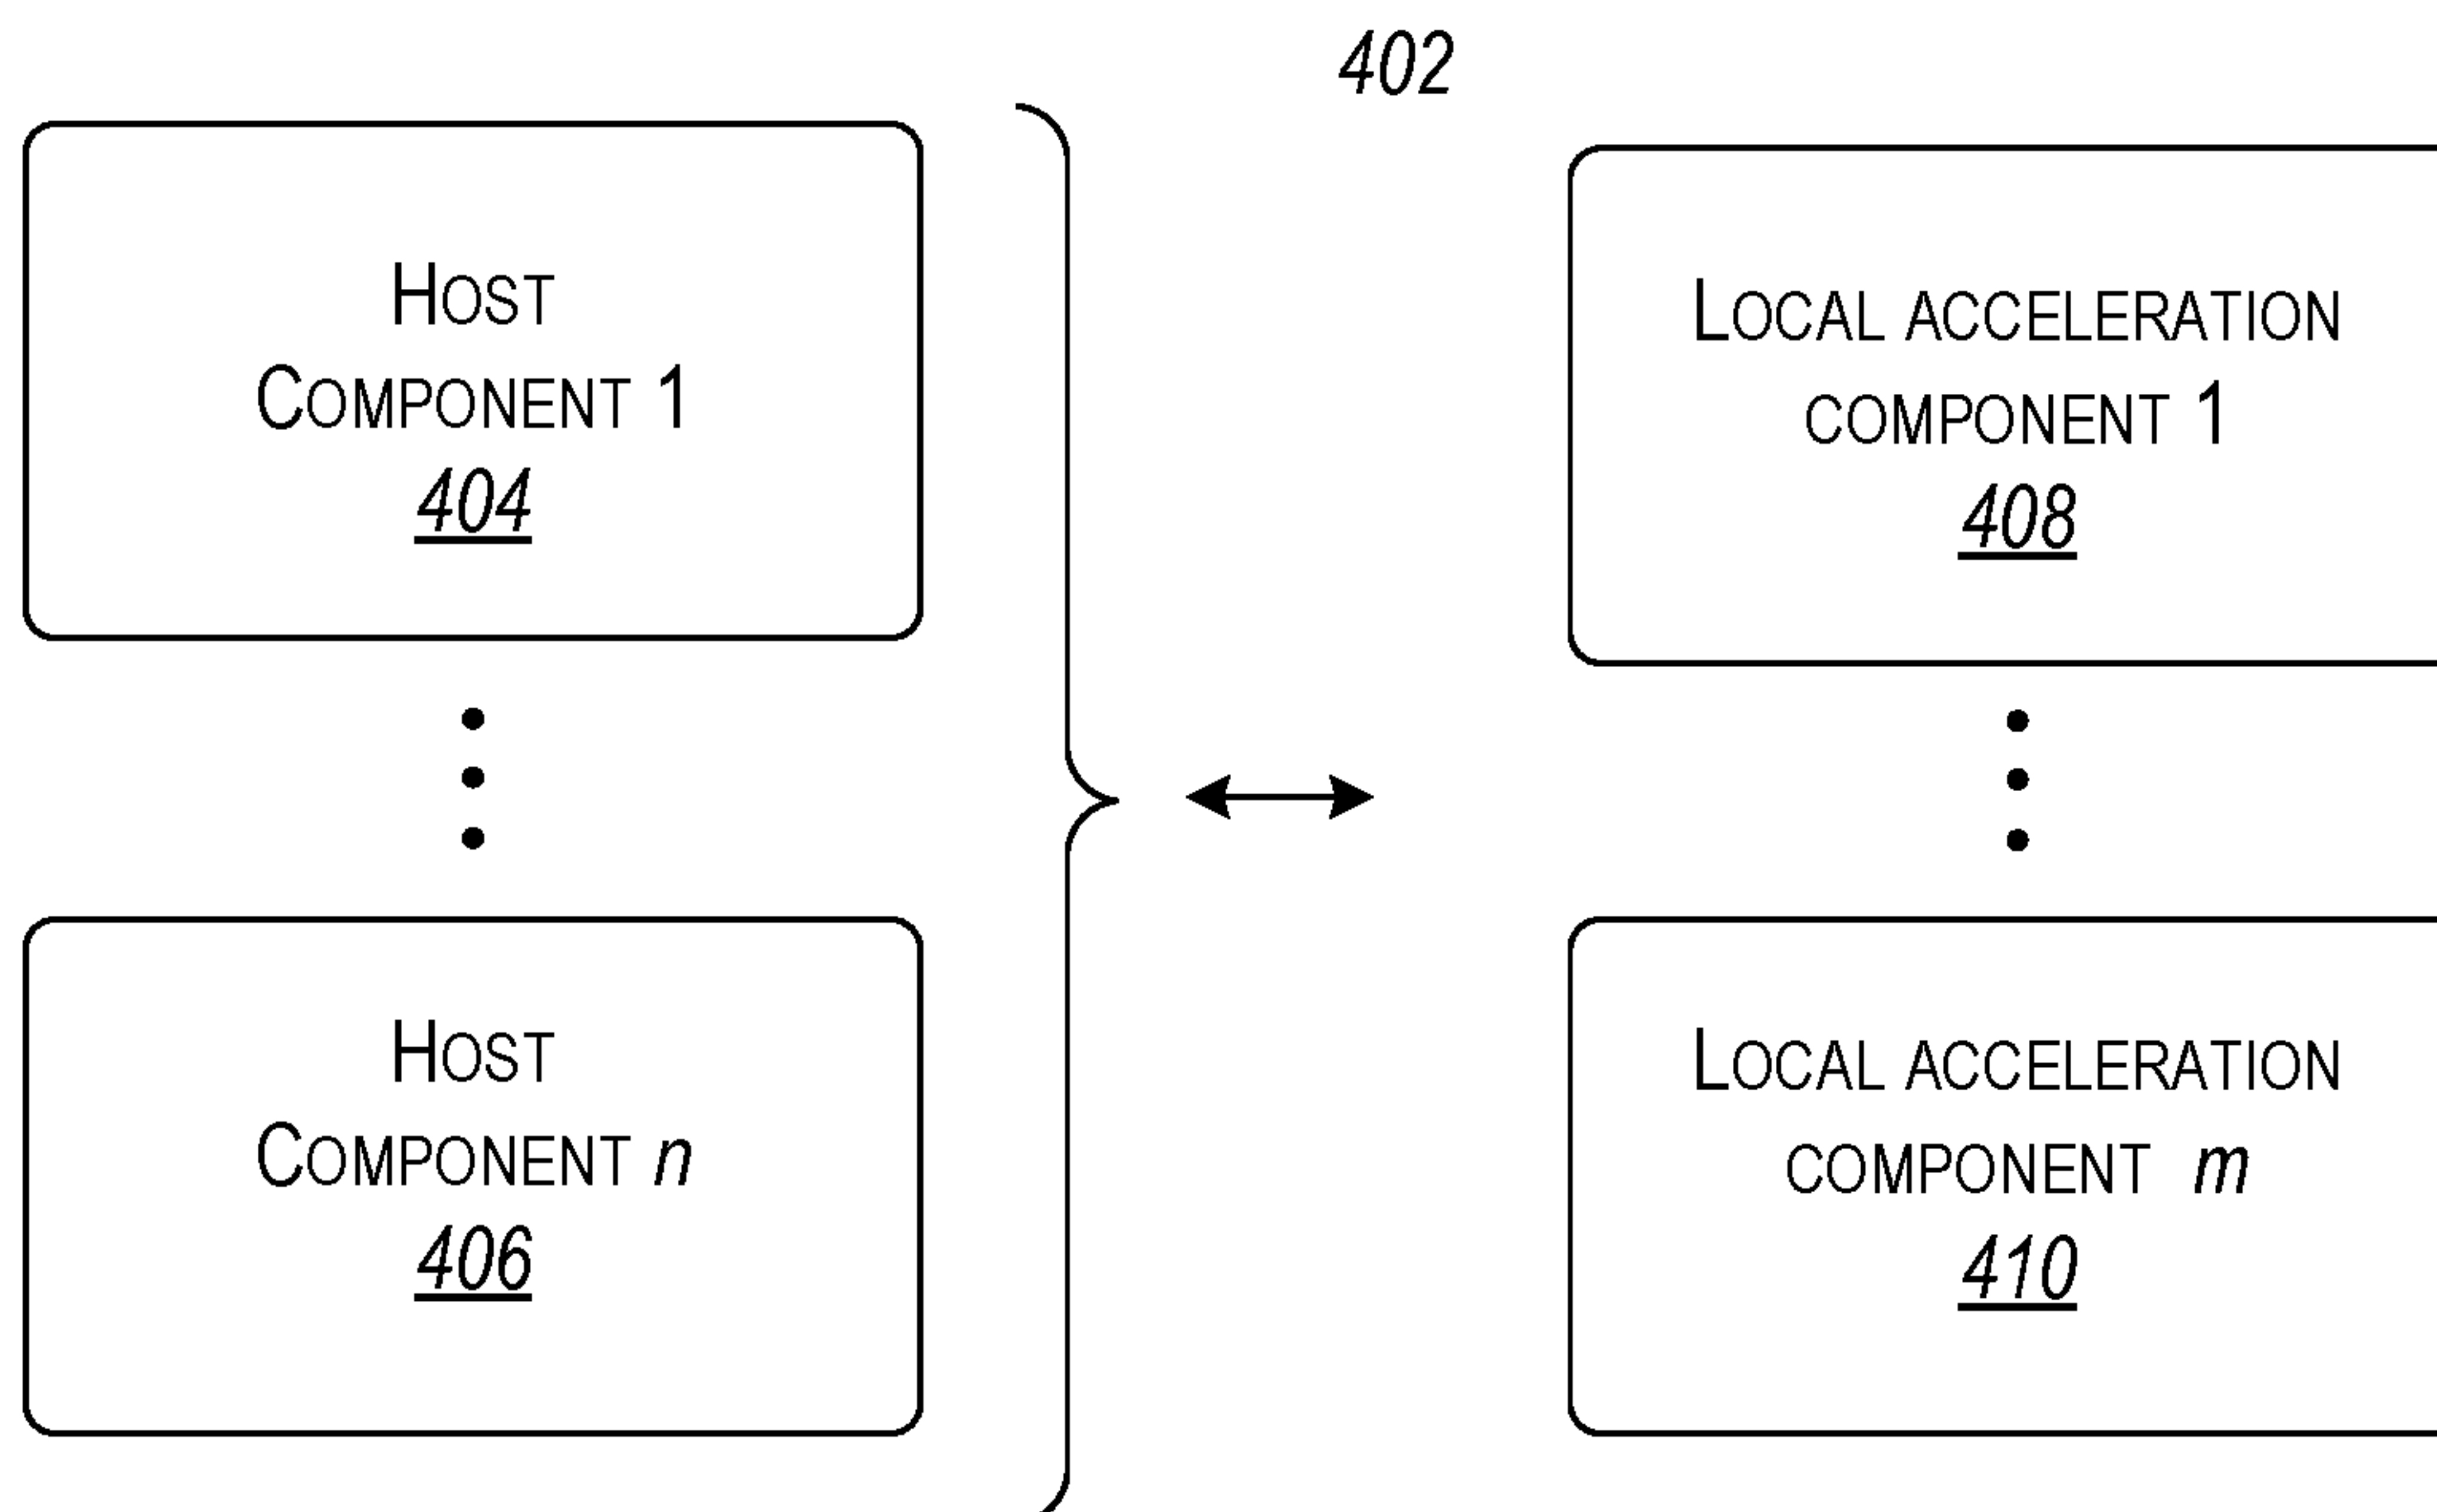 402
Host
Component 1
404
Local acceleration
component 1
408
Host
Component n
406
Local acceleration
component m
410